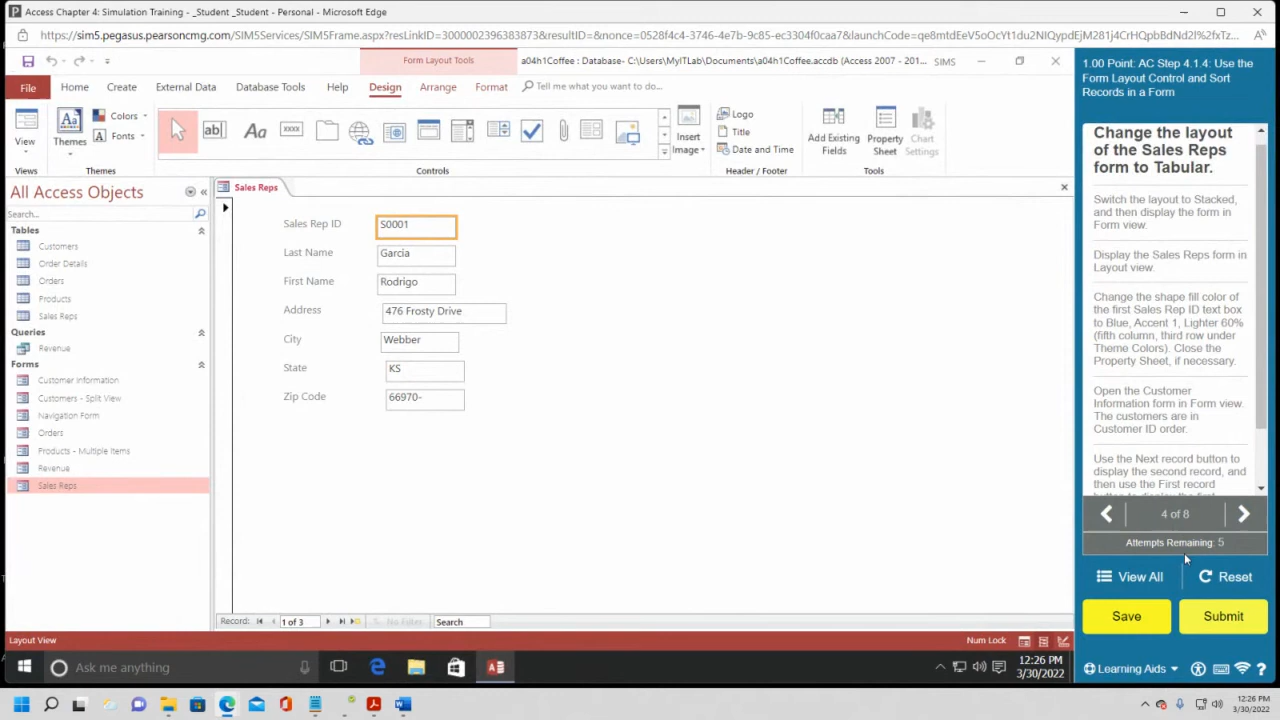 Access Chapter 4: Simulation Training - _Student _Student - Personal - Microsoft Edge
https://sim5.pegasus.pearsoncmg.com/SIM5Services/SIM5Frame.aspx?resLinkID=3000002396383873&resultID=&nonce=0528f4c4-3746-4e7b-9c85-ec3304f0caa7&launchCode=
Form Layout Tools
a04h1Coffee : Database- C:\Users\MyITLab\Documents\a04h1Coffee.accdb (Access 2007 - 201...
SIMS
File
Home
Create
External Data
Database Tools
Help
Design
Arrange
Format
Tell me what you want to do...
View
Themes
Colors
Fonts
Insert
Image
Logo
Title
Date and Time
Add Existing
Fields
Property
Sheet
Chart
Settings
Views
Themes
Controls
Header / Footer
Tools
All Access Objects
Search...
Tables
Customers
Order Details
Orders
Products
Sales Reps
Queries
Revenue
Forms
Customer Information
Customers - Split View
Navigation Form
Orders
Products - Multiple Items
Revenue
Sales Reps
Sales Reps
Sales Rep ID S0001
Last Name Garcia
First Name Rodrigo
Address 476 Frosty Drive
City Webber
State KS
Zip Code 66970-
Record: 1 of 3 No Filter Search
Layout View
Num Lock
1.00 Point: AC Step 4.1.4: Use the
Form Layout Control and Sort
Records in a Form
Change the layout
of the Sales Reps
form to Tabular.
Switch the layout to Stacked,
and then display the form in
Form view.
Display the Sales Reps form in
Layout view.
Change the shape fill color of
the first Sales Rep ID text box
to Blue, Accent 1, Lighter 60%
(fifth column, third row under
Theme Colors). Close the
Property Sheet, if necessary.
Open the Customer
Information form in Form view.
The customers are in
Customer ID order.
Use the Next record button to
display the second record, and
then use the First record
button to display the first
4 of 8
Attempts Remaining: 5
View All
Reset
Save
Submit
Learning Aids
Ask me anything
12:26 PM
3/30/2022
12:26 PM
3/30/2022